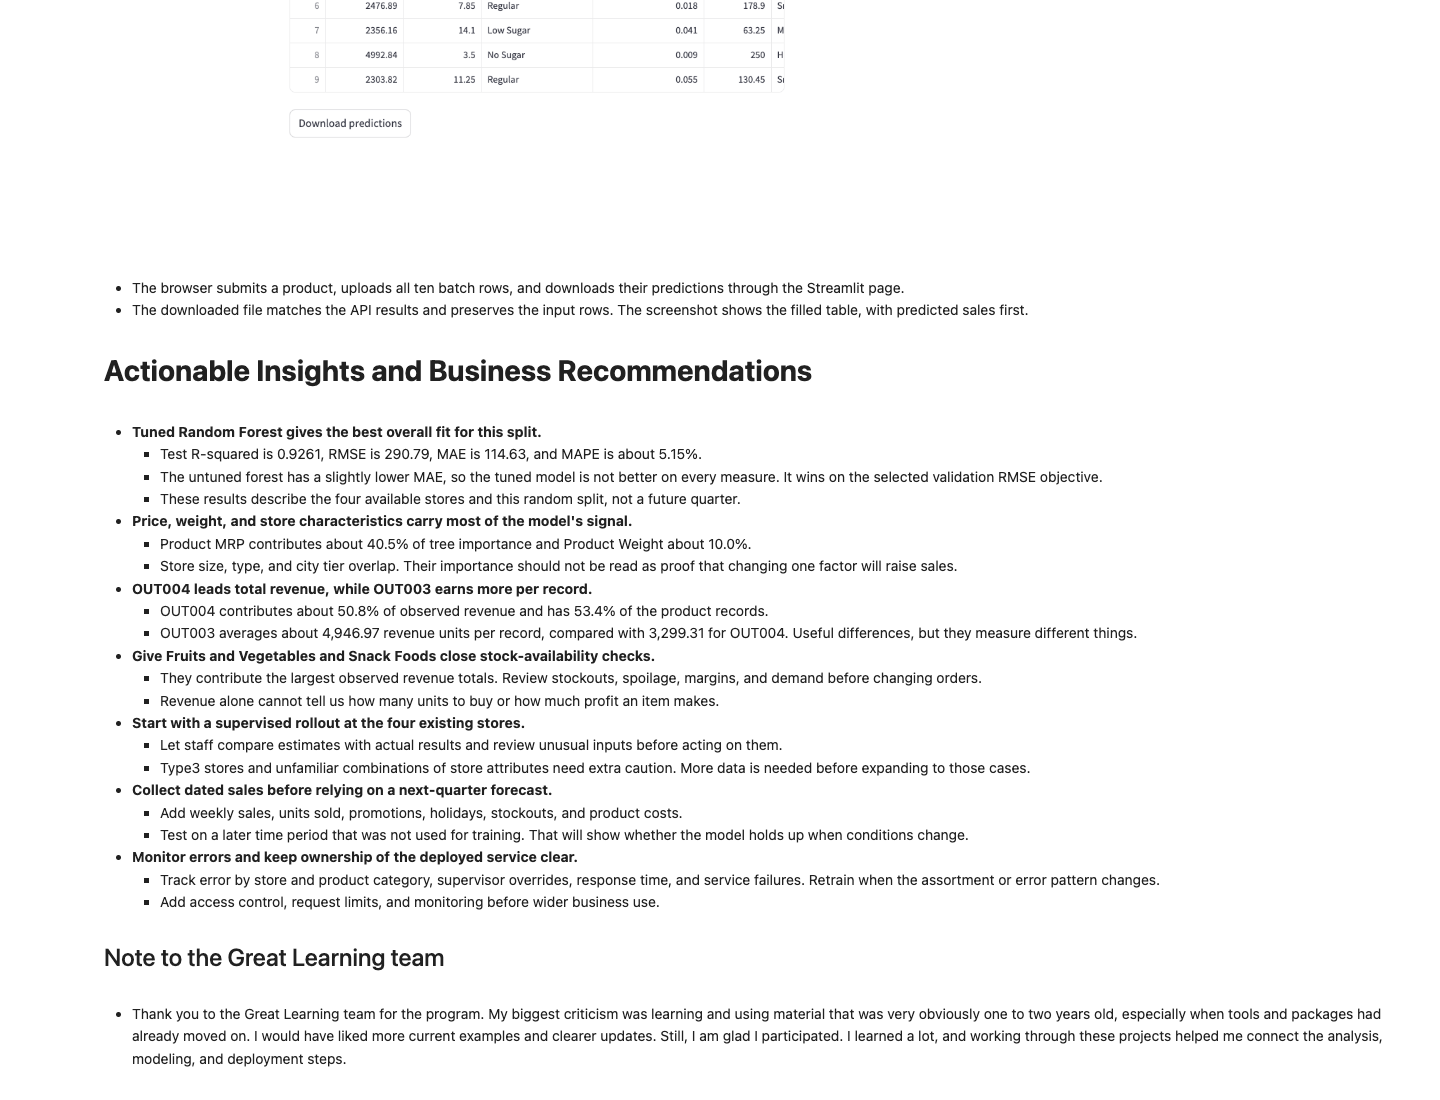 6 2476.89 7.85 Regular 0.018 178.9
7 2356.16 14.1 Low Sugar 0.041 63.25 M
8 4992.84 3.5 No Sugar 0.009 250 H
9 2303.82 11.25 Regular 0.055 130.45
Download predictions
• The browser submits a product, uploads all ten batch rows, and downloads their predictions through the Streamlit page.
• The downloaded file matches the API results and preserves the input rows. The screenshot shows the filled table, with predicted sales first.
Actionable Insights and Business Recommendations
• Tuned Random Forest gives the best overall fit for this split.
▪ Test R-squared is 0.9261, RMSE is 290.79, MAE is 114.63, and MAPE is about 5.15%.
▪ The untuned forest has a slightly lower MAE, so the tuned model is not better on every measure. It wins on the selected validation RMSE objective.
▪ These results describe the four available stores and this random split, not a future quarter.
• Price, weight, and store characteristics carry most of the model's signal.
▪ Product MRP contributes about 40.5% of tree importance and Product Weight about 10.0%.
▪ Store size, type, and city tier overlap. Their importance should not be read as proof that changing one factor will raise sales.
• OUT004 leads total revenue, while OUT003 earns more per record.
▪ OUT004 contributes about 50.8% of observed revenue and has 53.4% of the product records.
▪ OUT003 averages about 4,946.97 revenue units per record, compared with 3,299.31 for OUT004. Useful differences, but they measure different things.
• Give Fruits and Vegetables and Snack Foods close stock-availability checks.
▪ They contribute the largest observed revenue totals. Review stockouts, spoilage, margins, and demand before changing orders.
▪ Revenue alone cannot tell us how many units to buy or how much profit an item makes.
• Start with a supervised rollout at the four existing stores.
▪ Let staff compare estimates with actual results and review unusual inputs before acting on them.
▪ Type3 stores and unfamiliar combinations of store attributes need extra caution. More data is needed before expanding to those cases.
• Collect dated sales before relying on a next-quarter forecast.
▪ Add weekly sales, units sold, promotions, holidays, stockouts, and product costs.
▪ Test on a later time period that was not used for training. That will show whether the model holds up when conditions change.
• Monitor errors and keep ownership of the deployed service clear.
▪ Track error by store and product category, supervisor overrides, response time, and service failures. Retrain when the assortment or error pattern changes.
▪ Add access control, request limits, and monitoring before wider business use.
Note to the Great Learning team
• Thank you to the Great Learning team for the program. My biggest criticism was learning and using material that was very obviously one to two years old, especially when tools and packages had
already moved on. I would have liked more current examples and clearer updates. Still, I am glad I participated. I learned a lot, and working through these projects helped me connect the analysis,
modeling, and deployment steps.